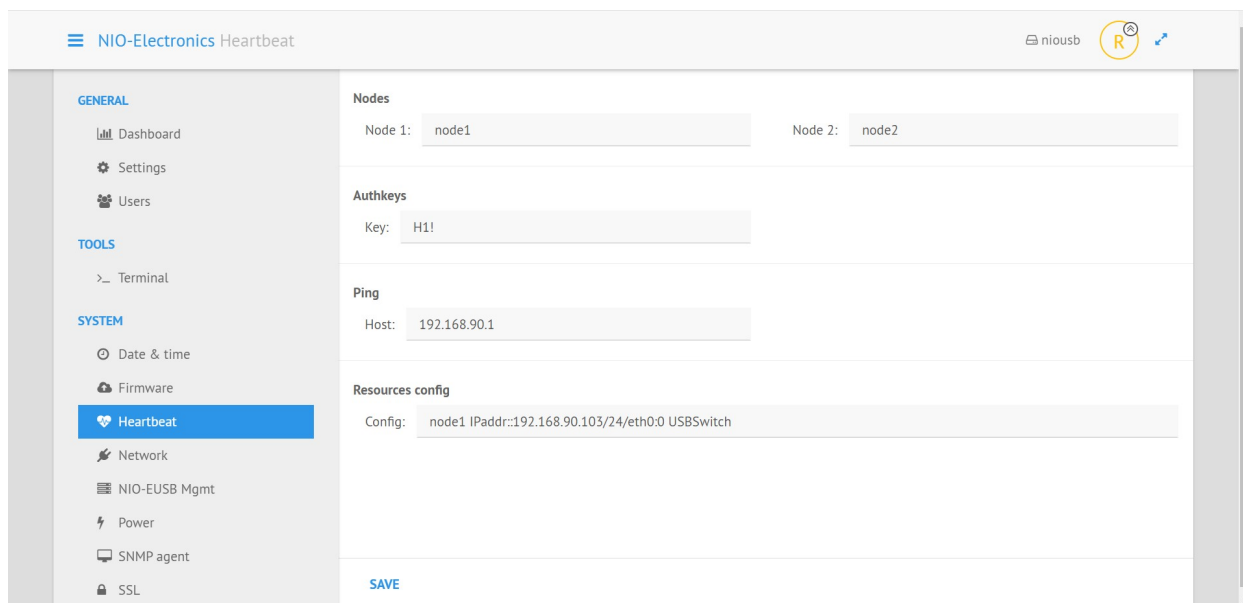 NIO-Electronics Heartbeat
niousb
R
GENERAL
Dashboard
Settings
Users
TOOLS
>_ Terminal
SYSTEM
Date & time
Firmware
Heartbeat
Network
NIO-EUSB Mgmt
Power
SNMP agent
SSL
Nodes
Node 1: node1 Node 2: node2
Authkeys
Key: H1!
Ping
Host: 192.168.90.1
Resources config
Config: node1 IPaddr::192.168.90.103/24/eth0:0 USBSwitch
SAVE